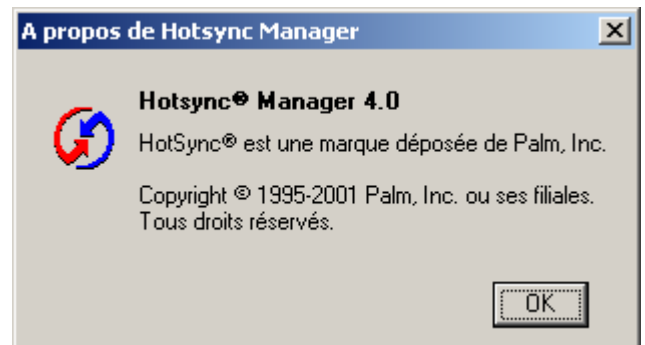 A propos de Hotsync Manager
Hotsync® Manager 4.0
HotSync® est une marque déposée de Palm, Inc.
Copyright © 1995-2001 Palm, Inc. ou ses filiales.
Tous droits réservés.
OK